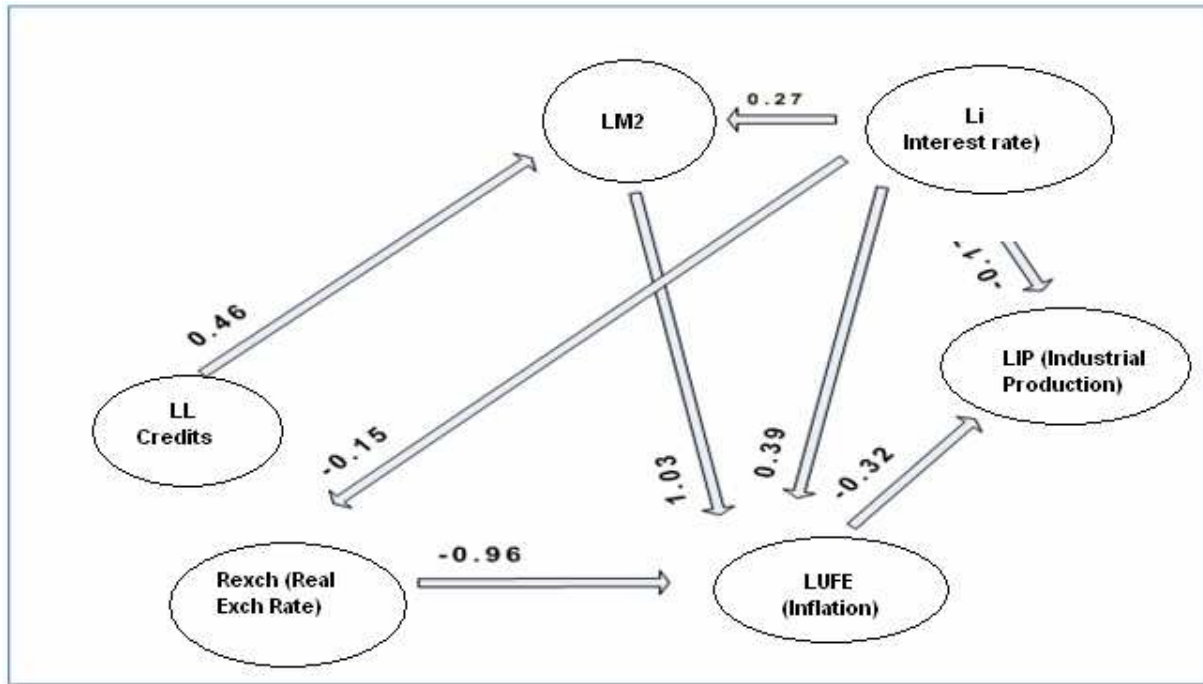 LM2
0.27
Li
Interest rate)
0.46
LIP (Industrial
Production)
LL
Credits
-0.15
1.03
0.39
-0.32
-0.96
Rexch (Real
Exch Rate)
LUFE
(Inflation)